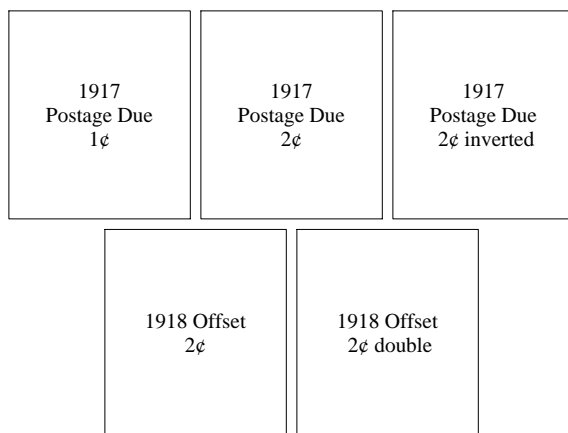 1917
Postage Due
1¢
1917
Postage Due
2¢
1917
Postage Due
2¢ inverted
1918 Offset
2¢
1918 Offset
2¢ double